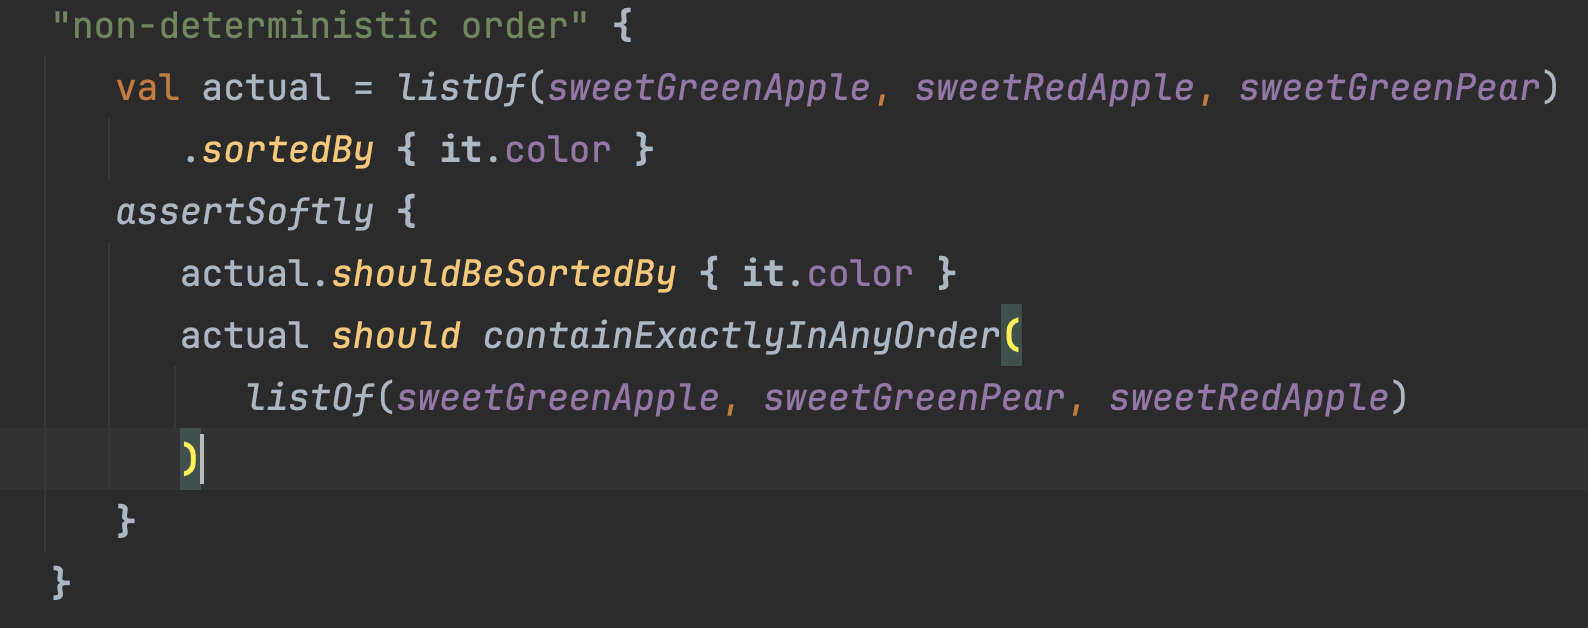 "non-deterministic order" {
val actual = listOf(sweetGreenApple, sweetRedApple, sweetGreenPear)
.sortedBy { it.color }
assertSoftly {
actual.shouldBeSortedBy { it.color }
actual should containExactlyInAnyOrder(
listOf(sweetGreenApple, sweetGreenPear, sweetRedApple)
)
}
}